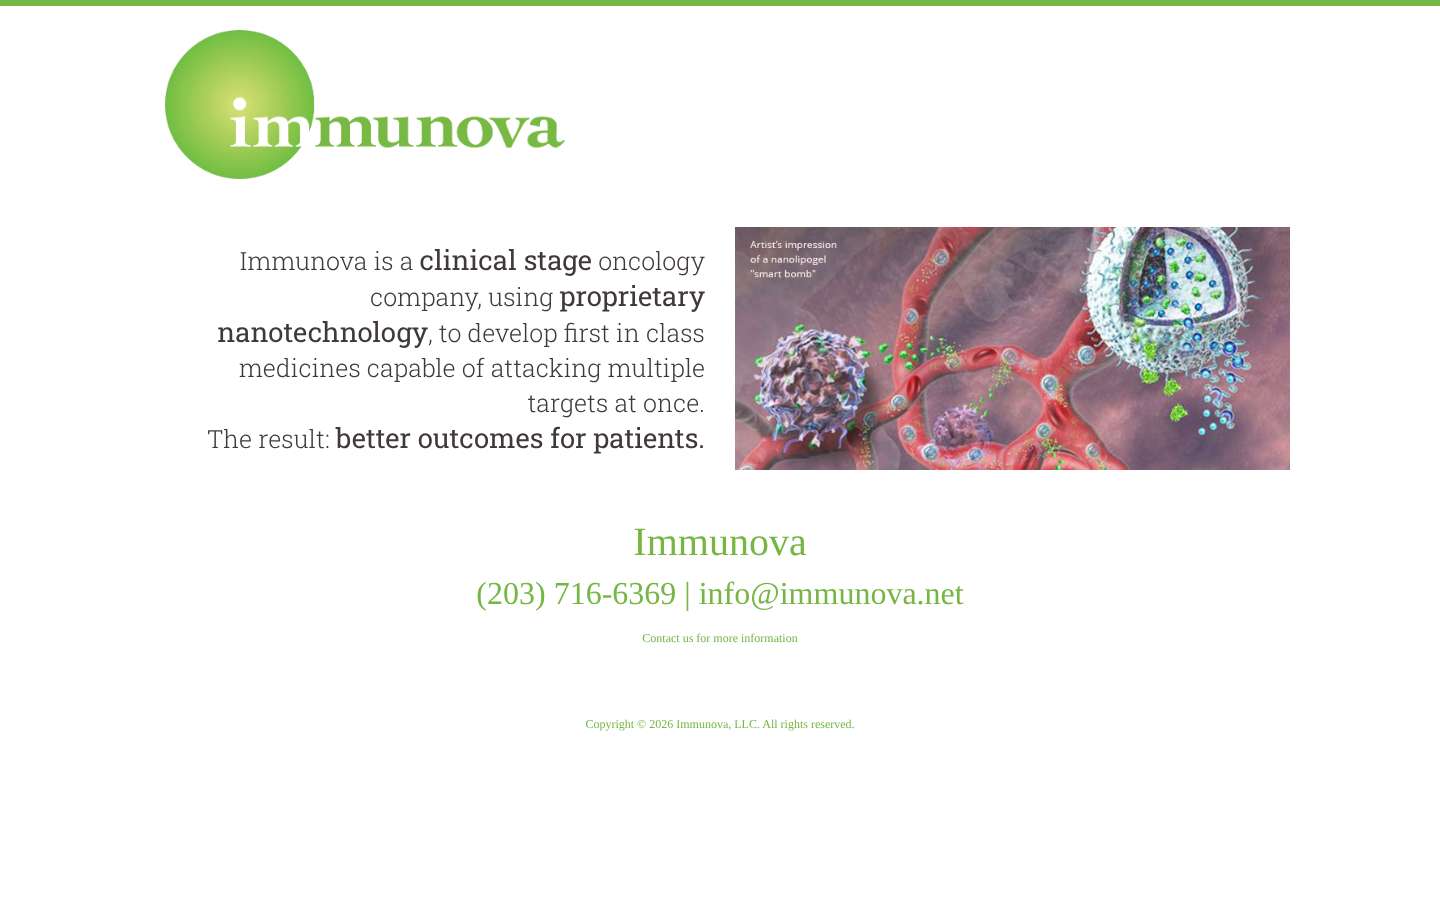 immunova
Immunova is a clinical stage oncology
company, using proprietary
nanotechnology, to develop first in class
medicines capable of attacking multiple
targets at once.
The result: better outcomes for patients.
Artist's impression
of a nanolipogel
"smart bomb"
Immunova
(203) 716-6369 | info@immunova.net
Contact us for more information
Copyright © 2026 Immunova, LLC. All rights reserved.